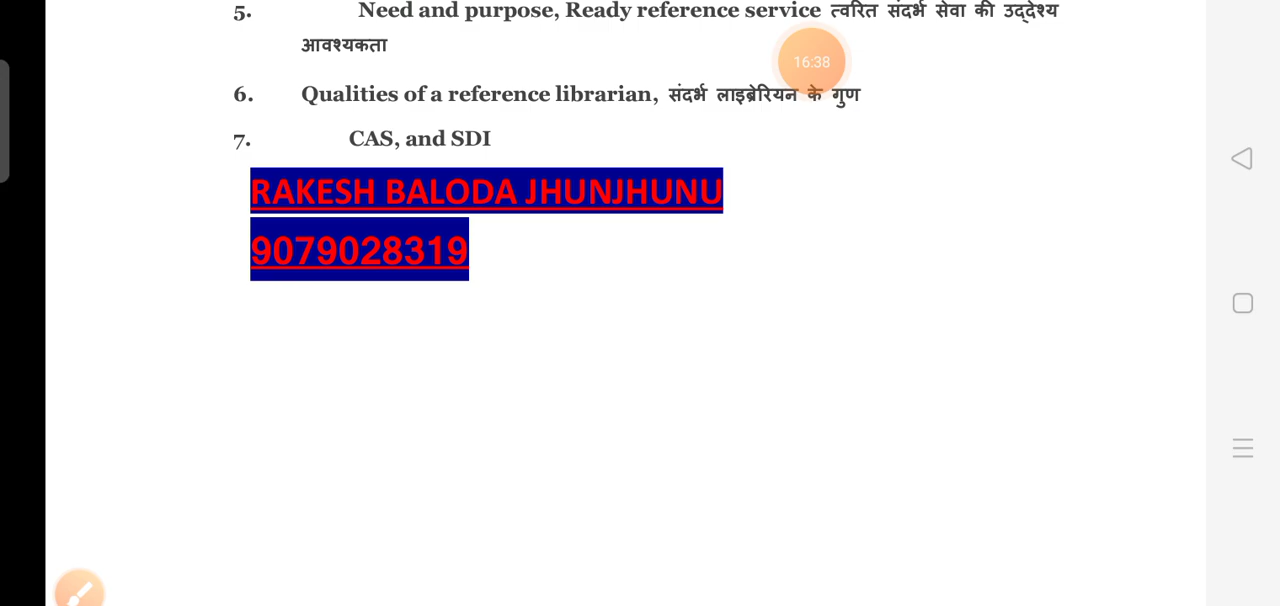 5. Need and purpose, Ready reference service त्वरित संदर्भ सेवा की उद्देश्य
आवश्यकता
16:38
6. Qualities of a reference librarian, संदर्भ लाइब्रेरियन के गुण
7. CAS, and SDI
RAKESH BALODA JHUNJHUNU
9079028319